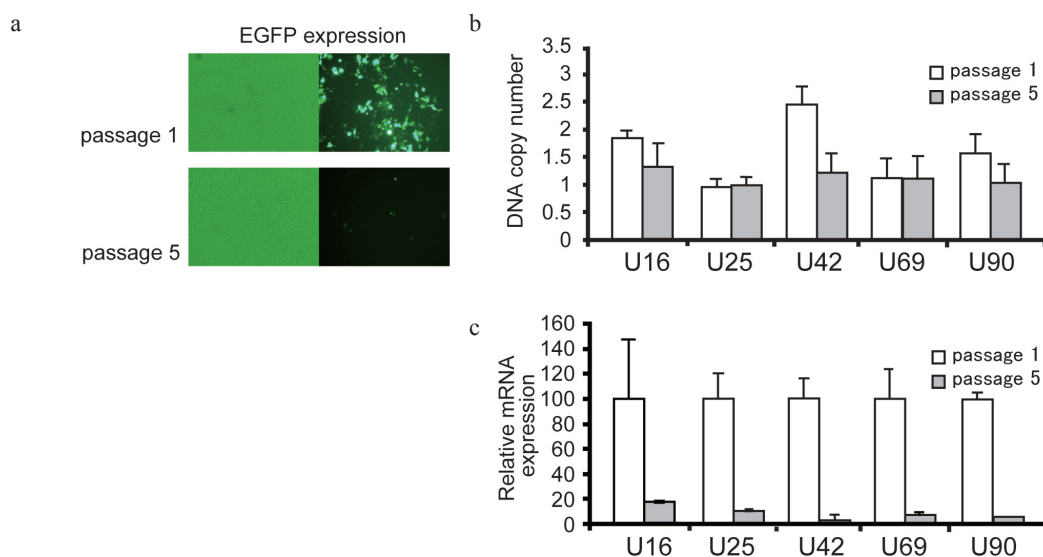 a
EGFP expression
passage 1
passage 5
b
DNA copy number
3.5
3
2.5
2
1.5
1
0.5
0
passage 1
passage 5
U16 U25 U42 U69 U90
c
Relative mRNA
expression
160
140
120
100
80
60
40
20
0
passage 1
passage 5
U16 U25 U42 U69 U90